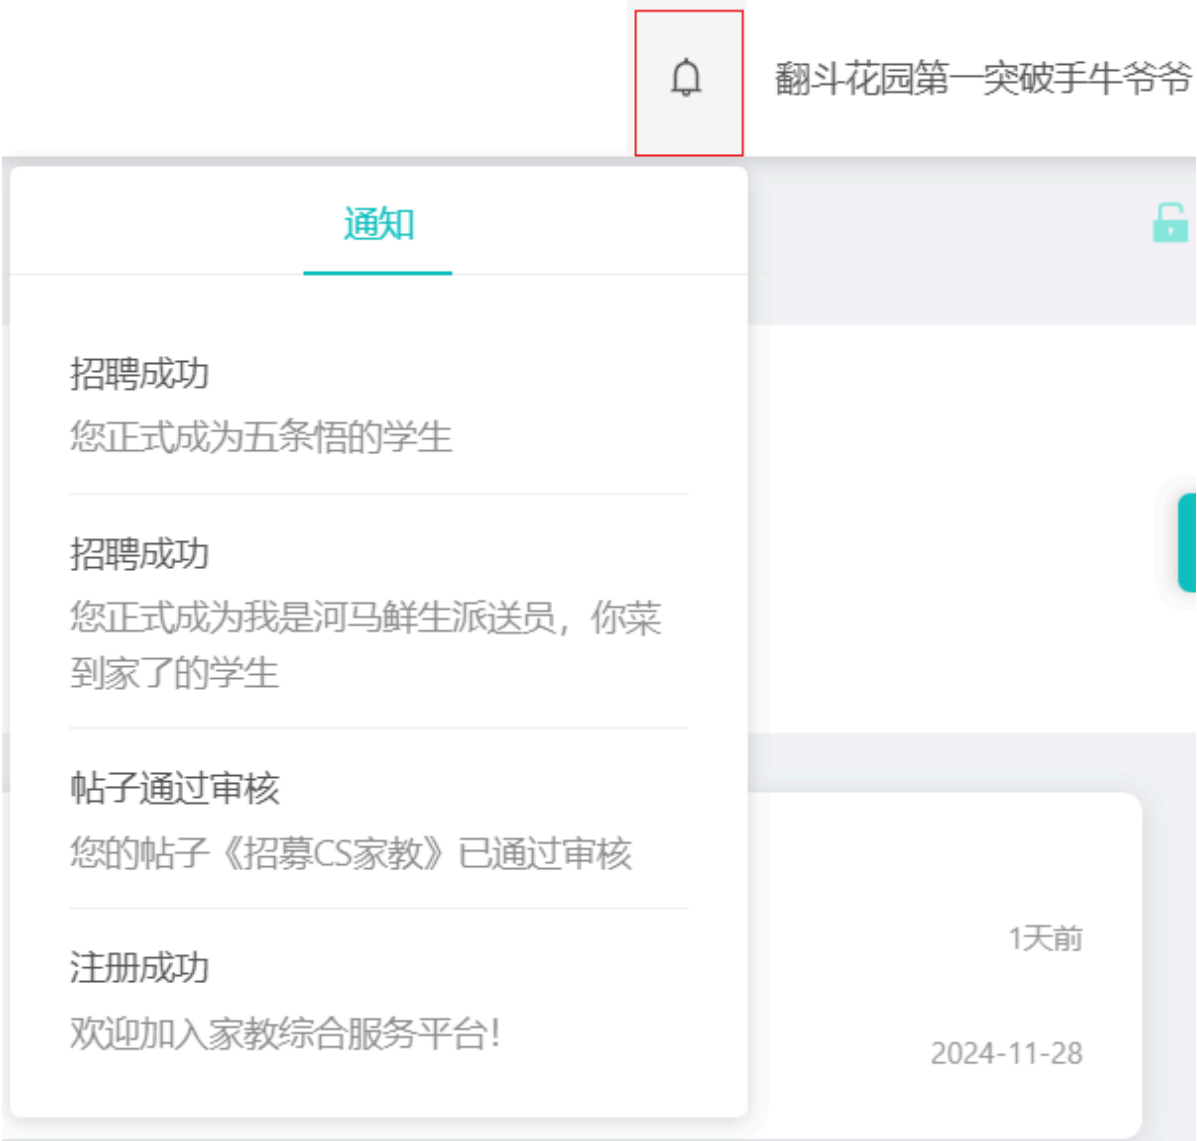 翻斗花园第一突破手牛爷爷
通知
招聘成功
您正式成为五条悟的学生
招聘成功
您正式成为我是河马鲜生派送员，你菜
到家了的学生
帖子通过审核
您的帖子《招募CS家教》已通过审核
1天前
注册成功
欢迎加入家教综合服务平台！
2024-11-28